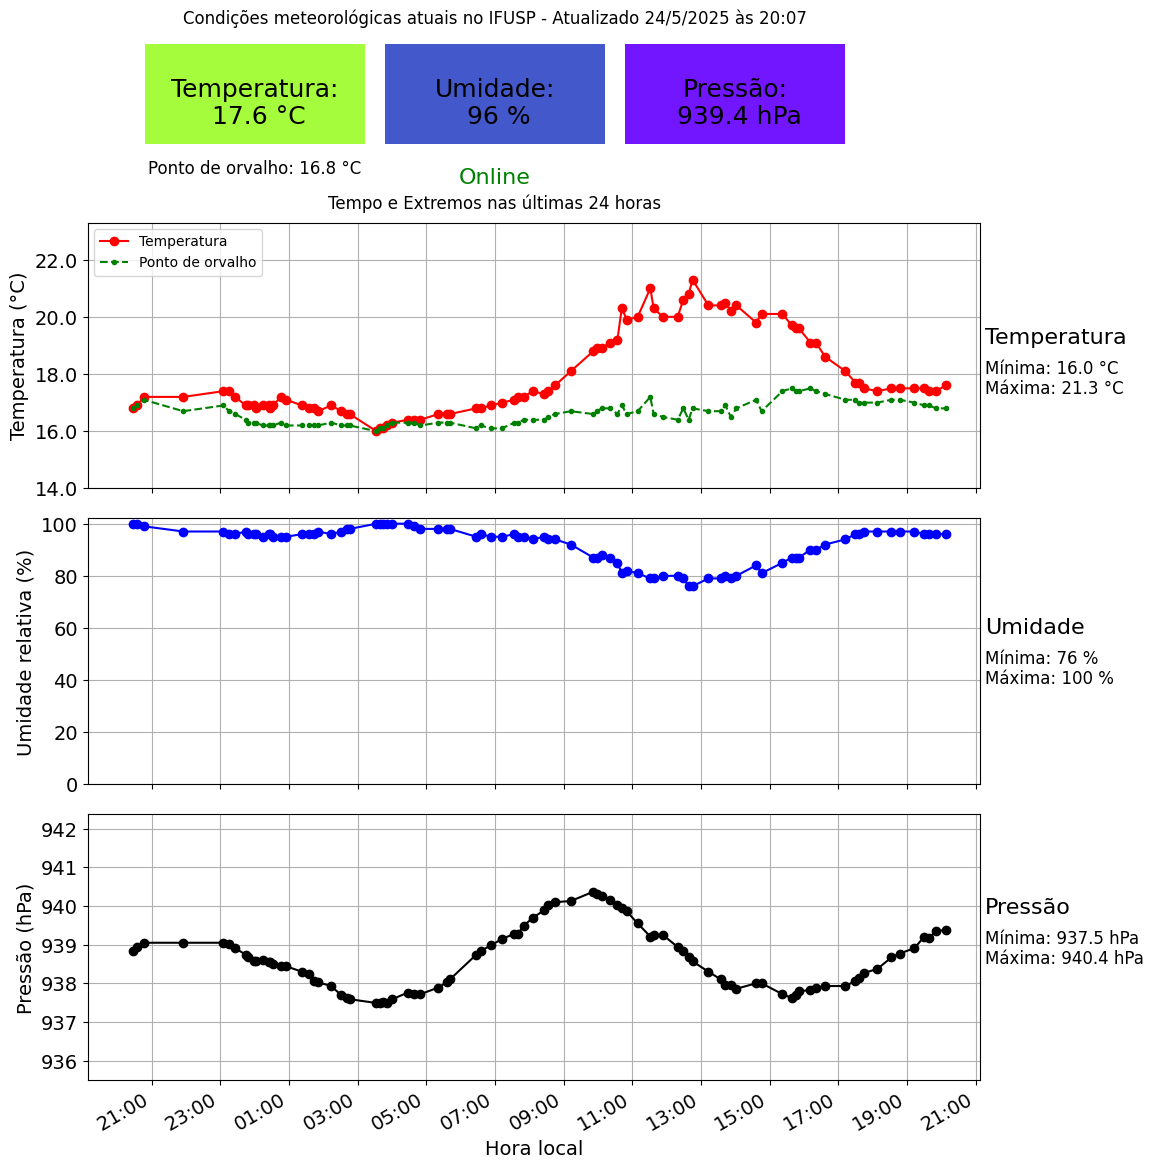 Condições meteorológicas atuais no IFUSP - Atualizado 24/5/2025 às 20:07
Temperatura:
17.6 °C
Umidade:
96 %
Pressão:
939.4 hPa
Ponto de orvalho: 16.8 °C
Online
Tempo e Extremos nas últimas 24 horas
Temperatura (°C)
22.0
20.0
18.0
16.0
14.0
Temperatura
Ponto de orvalho
Temperatura
Mínima: 16.0 °C
Máxima: 21.3 °C
Umidade relativa (%)
100
80
60
40
20
0
Umidade
Mínima: 76 %
Máxima: 100 %
Pressão (hPa)
942
941
940
939
938
937
936
Pressão
Mínima: 937.5 hPa
Máxima: 940.4 hPa
21:00 23:00 01:00 03:00 05:00 07:00 09:00 11:00 13:00 15:00 17:00 19:00 21:00
Hora local